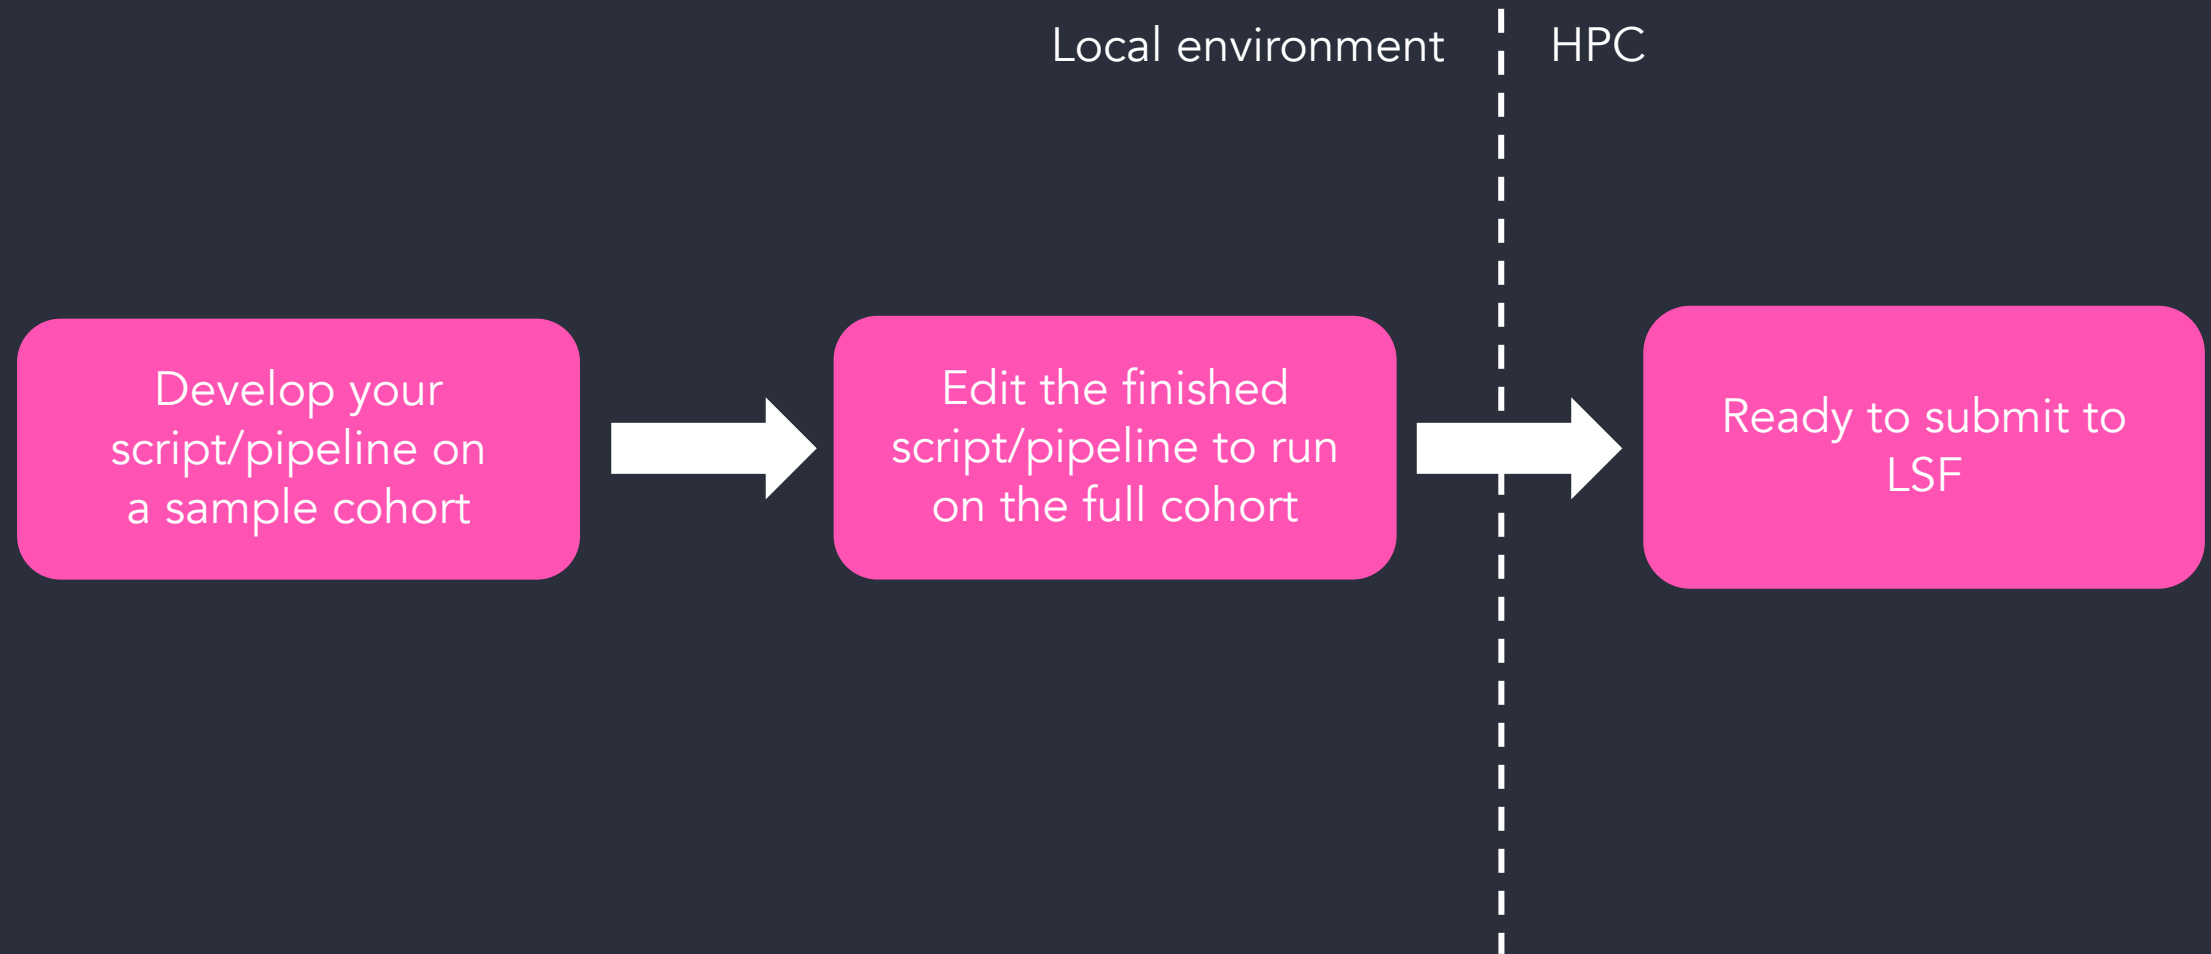 Local environment
HPC
Develop your
script/pipeline on
a sample cohort
Edit the finished
script/pipeline to run
on the full cohort
Ready to submit to
LSF